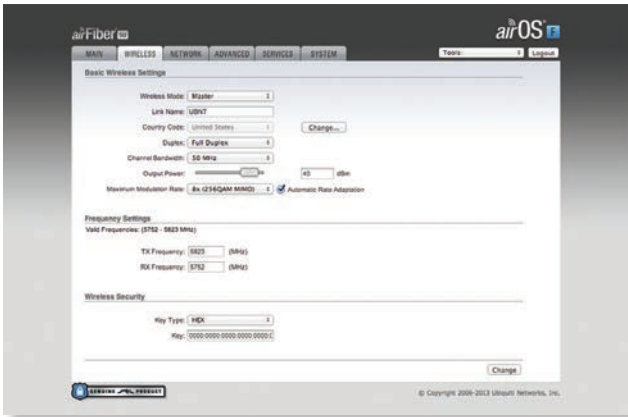 airFiber 5U
airOS F
MAIN WIRELESS NETWORK ADVANCED SERVICES SYSTEM Tools: Logout
Basic Wireless Settings
Wireless Mode: Master
Link Name: UBNT
Country Code: United States Change...
Duplex: Full Duplex
Channel Bandwidth: 50 MHz
Output Power: 40 dBm
Maximum Modulation Rate: 8x (256QAM MIMO) Automatic Rate Adaptation
Frequency Settings
Valid Frequencies: (5752 - 5823 MHz)
TX Frequency: 5823 (MHz)
RX Frequency: 5752 (MHz)
Wireless Security
Key Type: HEX
Key: 0000:0000:0000:0000:0000:0
Change
GENUINE PRODUCT
© Copyright 2006-2013 Ubiquiti Networks, Inc.